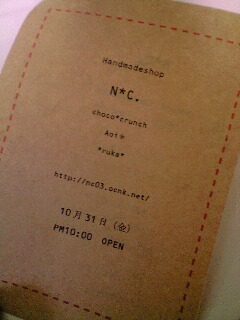 Handmadeshop
N*C.
choco*crunch
Aoi*
*ruka*
http://nc03.ocnk.net/
10月31日（金）
PM10:00 OPEN